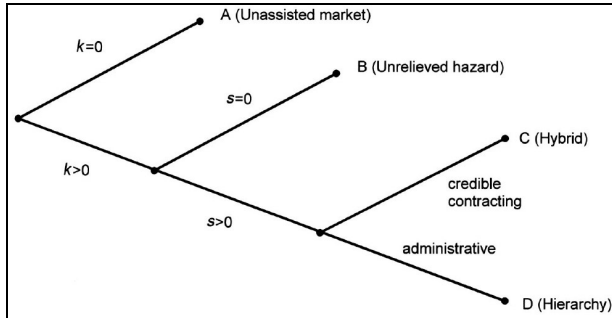 A (Unassisted market)
k=0
B (Unrelieved hazard)
s=0
C (Hybrid)
k>0
credible
contracting
s>0
administrative
D (Hierarchy)